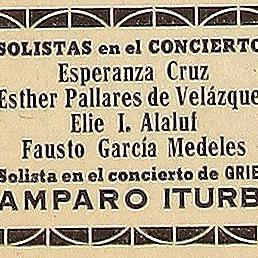 SOLISTAS en el CONCIERTO
Esperanza Cruz
Esther Pallares de Velázque
Elie I. Alaluf
Fausto García Medeles
Solista en el concierto de GRIE
AMPARO ITURB